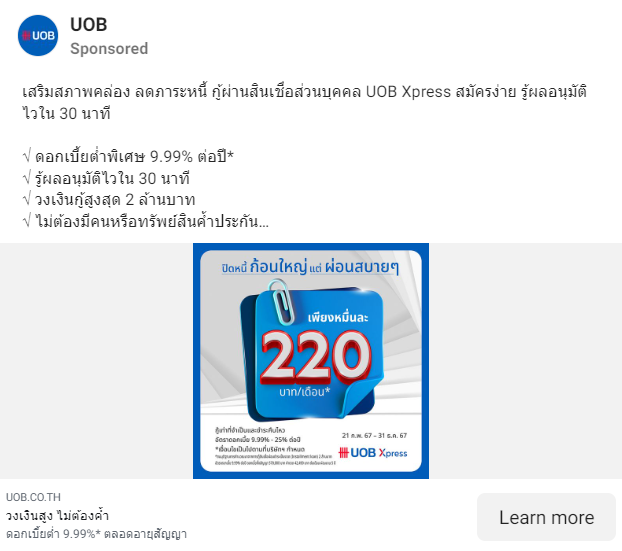 UOB
UOB
Sponsored
เสริมสภาพคล่อง ลดภาระหนี้ กู้ผ่านสินเชื่อส่วนบุคคล UOB Xpress สมัครง่าย รู้ผลอนุมัติ
ไวใน 30 นาที
√ ดอกเบี้ยต่ำพิเศษ 9.99% ต่อปี*
√ รู้ผลอนุมัติไวใน 30 นาที
√ วงเงินกู้สูงสุด 2 ล้านบาท
√ ไม่ต้องมีคนหรือทรัพย์สินค้ำประกัน…
ปิดหนี้ ก้อนใหญ่ แต่ ผ่อนสบายๆ
เพียงหมื่นละ
220
บาท/เดือน*
กู้เท่าที่จำเป็นและชำระคืนไหว
อัตราดอกเบี้ย 9.99% - 25% ต่อปี
*เงื่อนไขเป็นไปตามที่บริษัทฯ กำหนด
21 ก.พ. 67 - 31 ธ.ค. 67
UOB Xpress
UOB.CO.TH
วงเงินสูง ไม่ต้องค้ำ
ดอกเบี้ยต่ำ 9.99%* ตลอดอายุสัญญา
Learn more